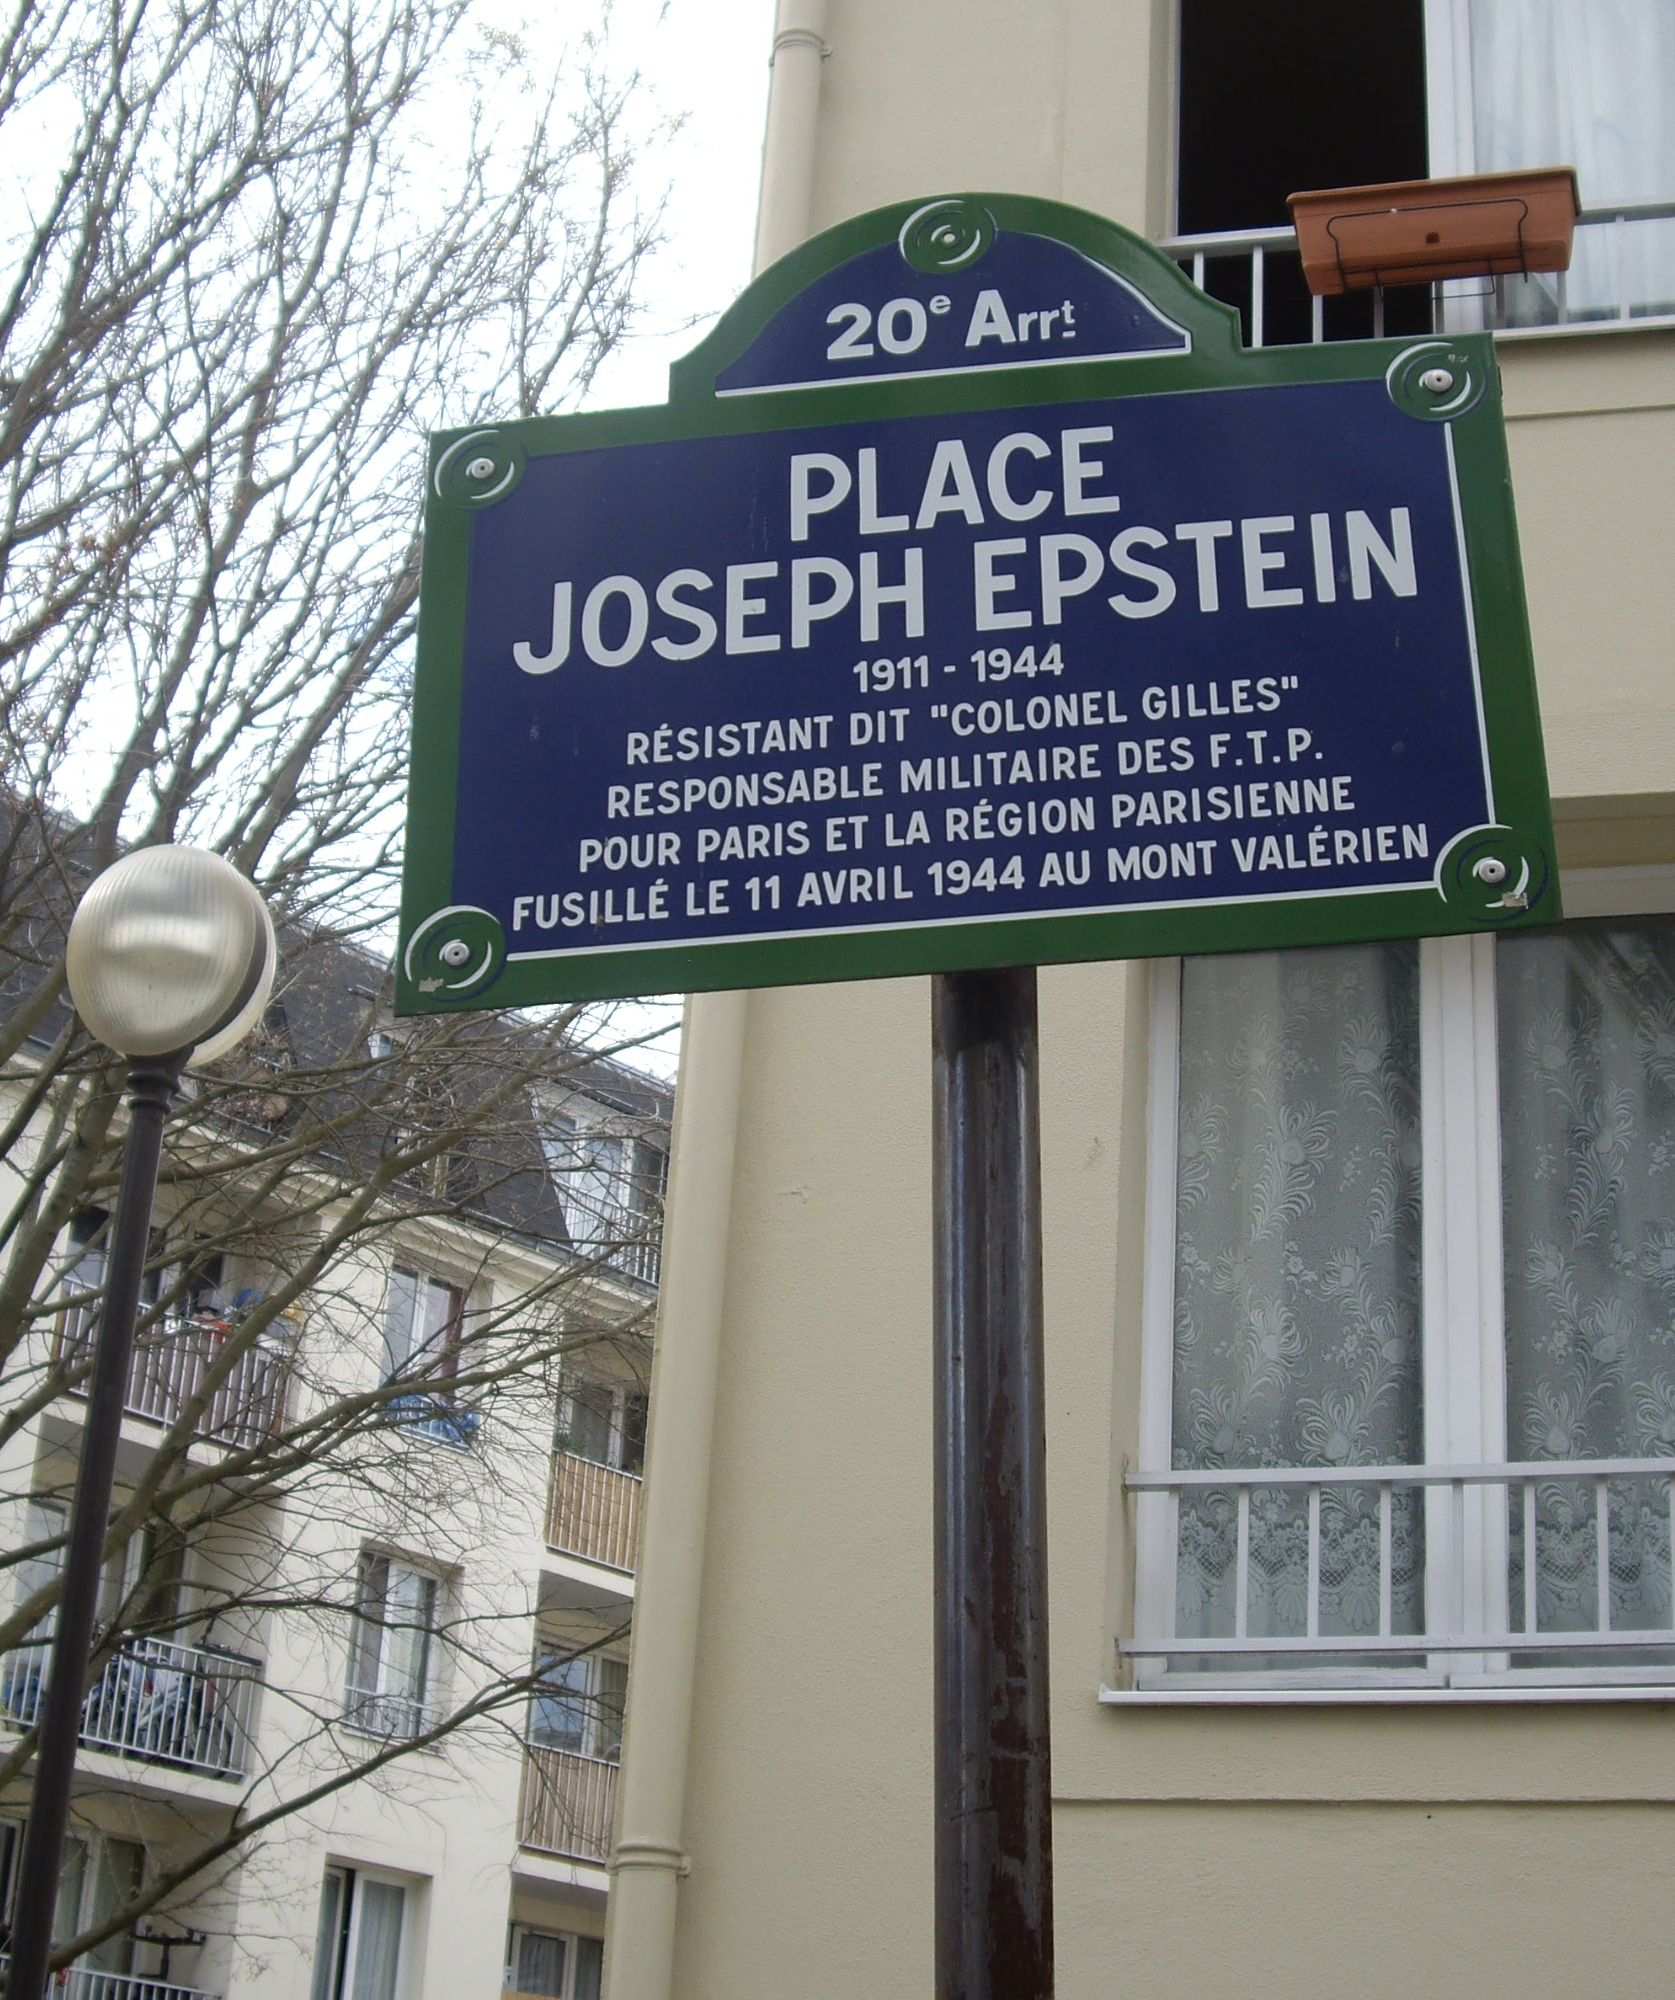 20e Arrt
PLACE
JOSEPH EPSTEIN
1911 - 1944
RÉSISTANT DIT "COLONEL GILLES"
RESPONSABLE MILITAIRE DES F.T.P.
POUR PARIS ET LA RÉGION PARISIENNE
FUSILLÉ LE 11 AVRIL 1944 AU MONT VALÉRIEN